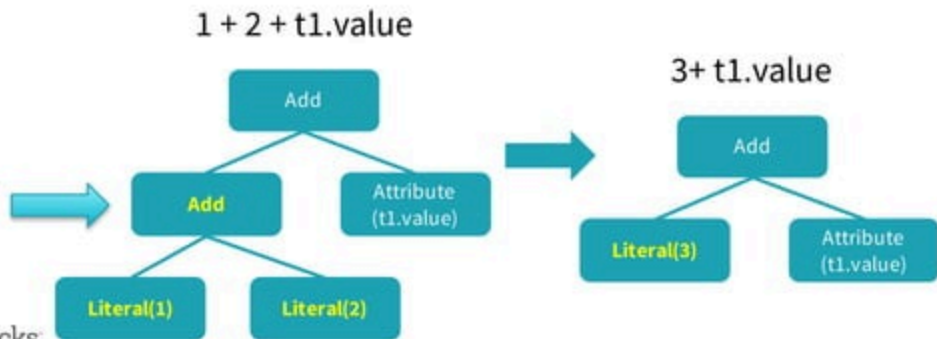 1 + 2 + t1.value
Add
Add
Attribute
(t1.value)
Literal(1)
Literal(2)
3+ t1.value
Add
Literal(3)
Attribute
(t1.value)